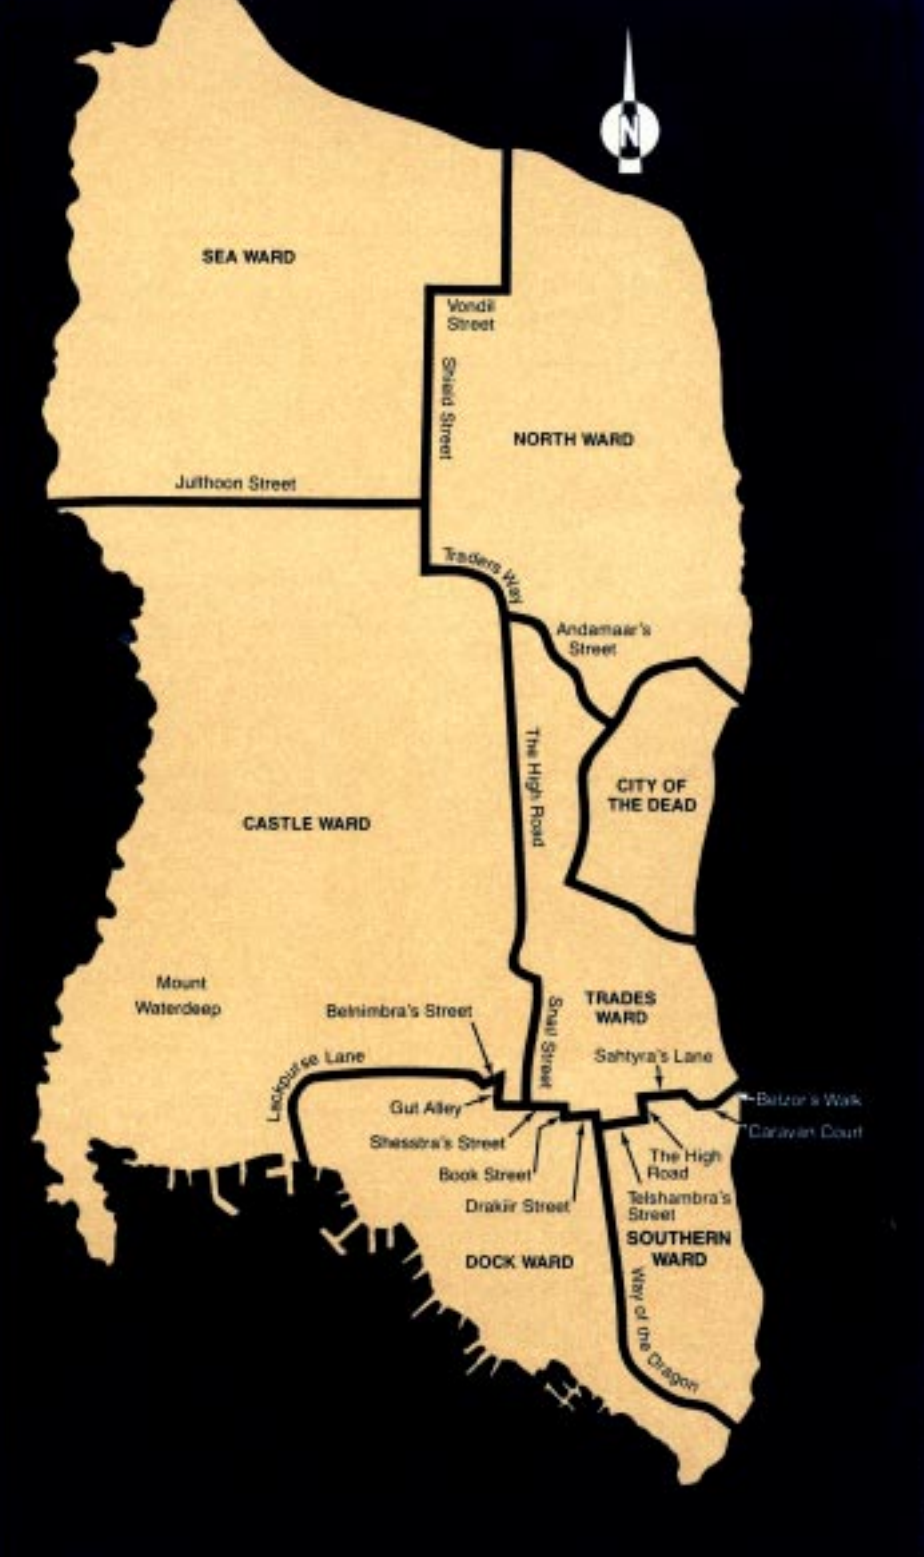 N
SEA WARD
Vondil
Street
Shield Street
NORTH WARD
Julthoon Street
Traders Way
Andamaar's
Street
The High Road
CITY OF
THE DEAD
CASTLE WARD
Mount
Waterdeep
Belnimbra's Street
Snail Street
TRADES
WARD
Sahtyra's Lane
Lackpurse Lane
Belzor's Walk
Gut Alley
Caravan Court
Shesstra's Street
The High
Road
Book Street
Telshambra's
Street
Drakiir Street
SOUTHERN
WARD
DOCK WARD
Way of the Dragon